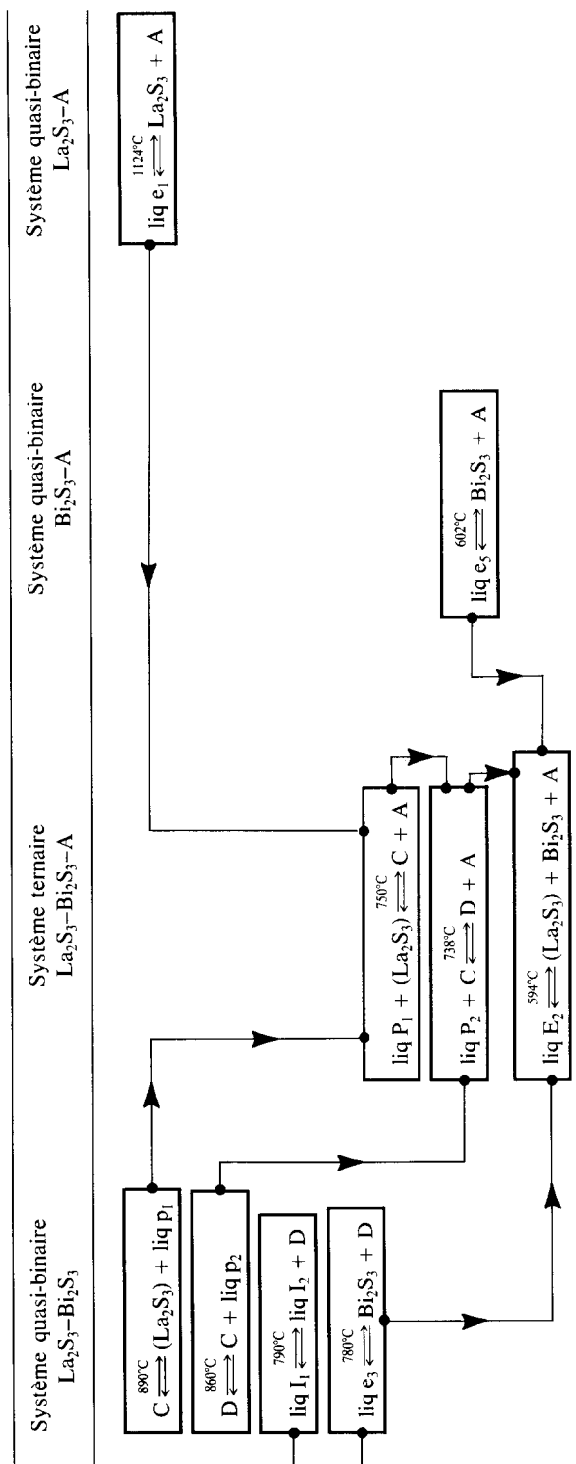 Système quasi-binaire
La₂S₃–Bi₂S₃
Système ternaire
La₂S₃–Bi₂S₃–A
Système quasi-binaire
Bi₂S₃–A
Système quasi-binaire
La₂S₃–A
890°C
C ⇌ (La₂S₃) + liq p₁
860°C
D ⇌ C + liq p₂
790°C
liq I₁ ⇌ liq I₂ + D
780°C
liq e₃ ⇌ Bi₂S₃ + D
750°C
liq P₁ + (La₂S₃) ⇌ C + A
738°C
liq P₂ + C ⇌ D + A
594°C
liq E₂ ⇌ (La₂S₃) + Bi₂S₃ + A
602°C
liq e₅ ⇌ Bi₂S₃ + A
1124°C
liq e₁ ⇌ La₂S₃ + A